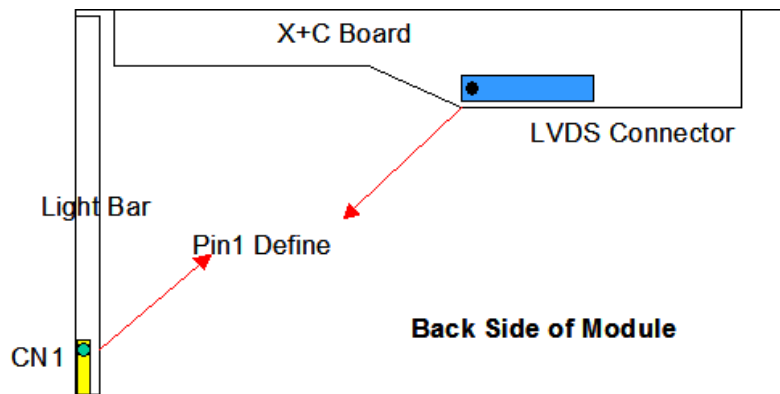 X+C Board
LVDS Connector
Light Bar
Pin1 Define
Back Side of Module
CN1